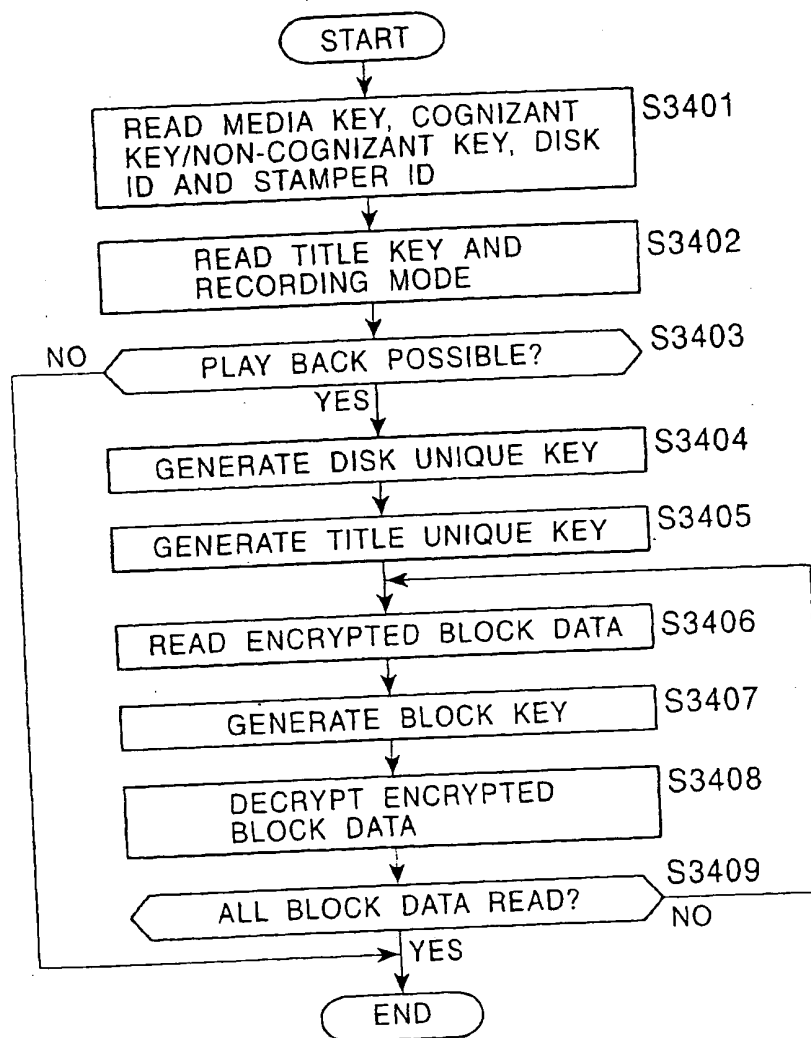 START
READ MEDIA KEY, COGNIZANT
KEY/NON-COGNIZANT KEY, DISK
ID AND STAMPER ID
S3401
READ TITLE KEY AND
RECORDING MODE
S3402
PLAY BACK POSSIBLE?
S3403
NO
YES
GENERATE DISK UNIQUE KEY
S3404
GENERATE TITLE UNIQUE KEY
S3405
READ ENCRYPTED BLOCK DATA
S3406
GENERATE BLOCK KEY
S3407
DECRYPT ENCRYPTED
BLOCK DATA
S3408
ALL BLOCK DATA READ?
S3409
NO
YES
END